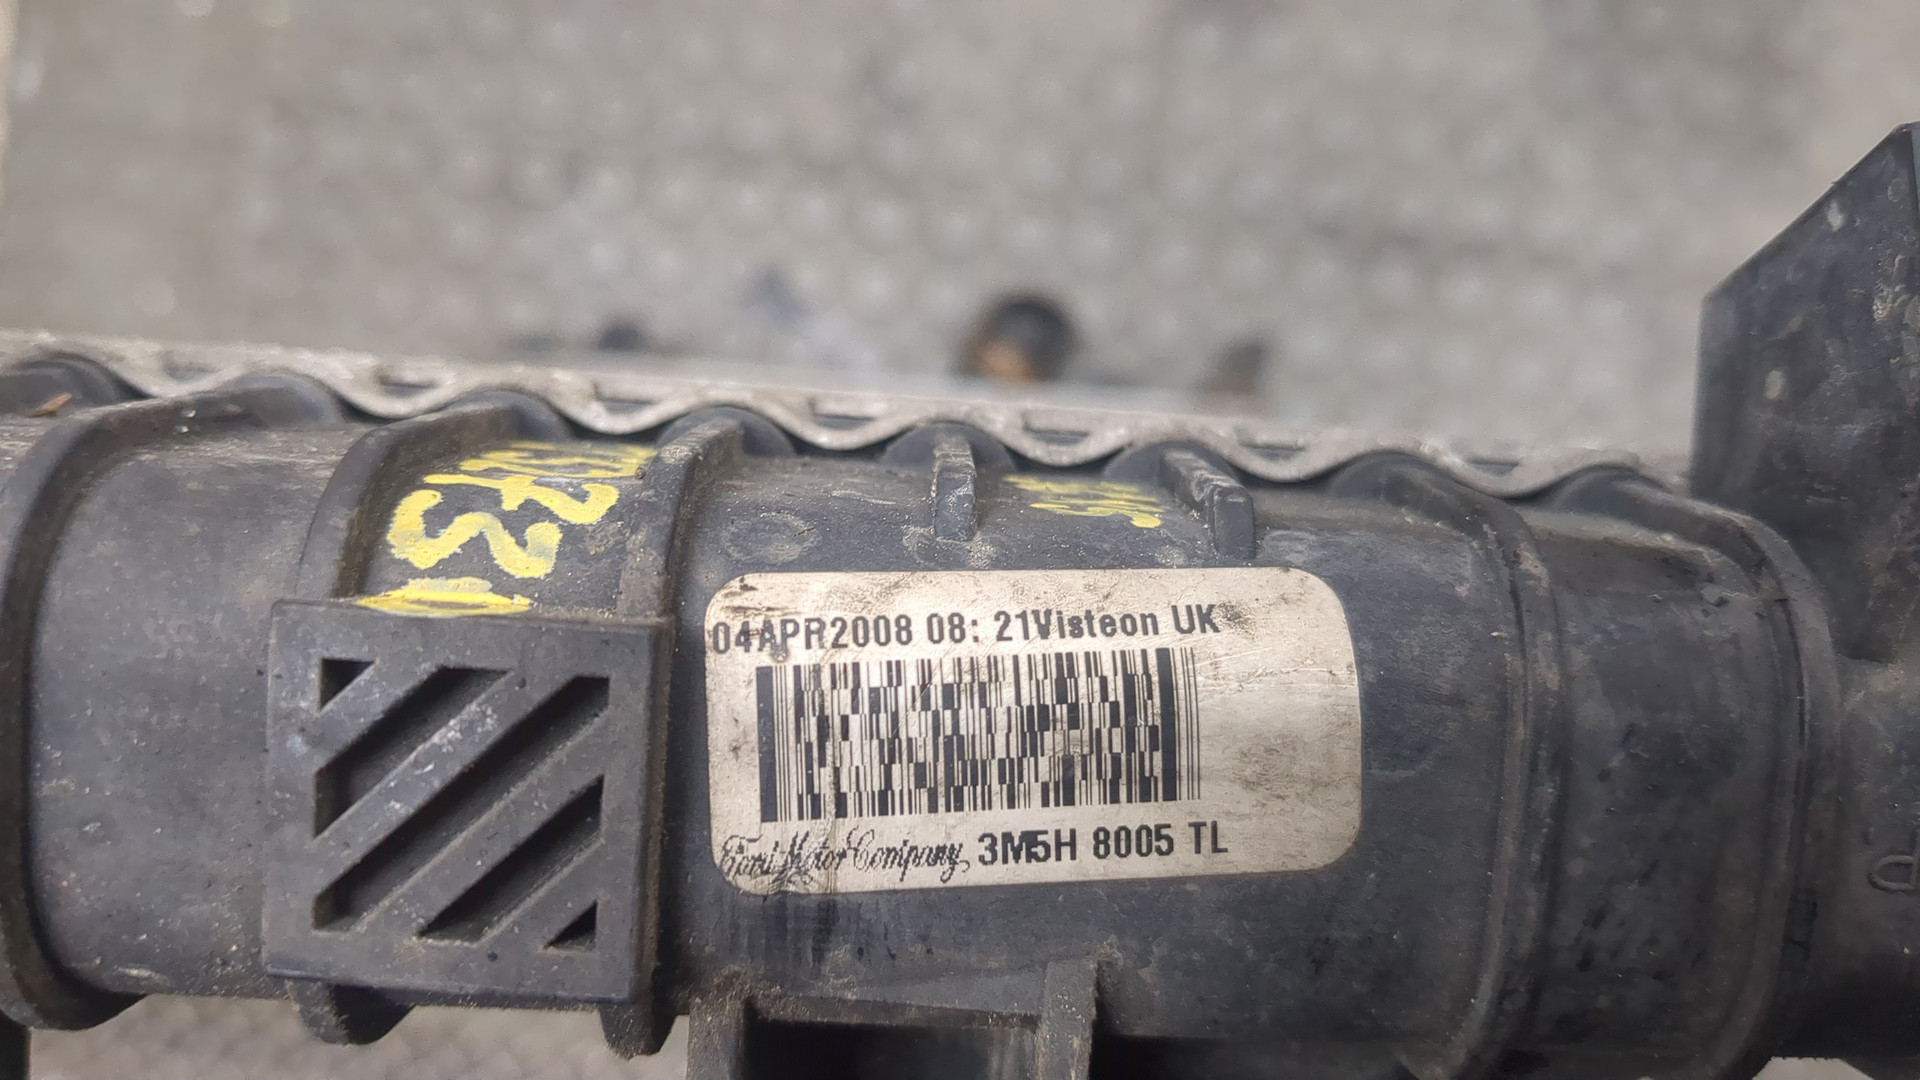 04APR2008 08: 21Visteon UK
Ford Motor Company 3M5H 8005 TL